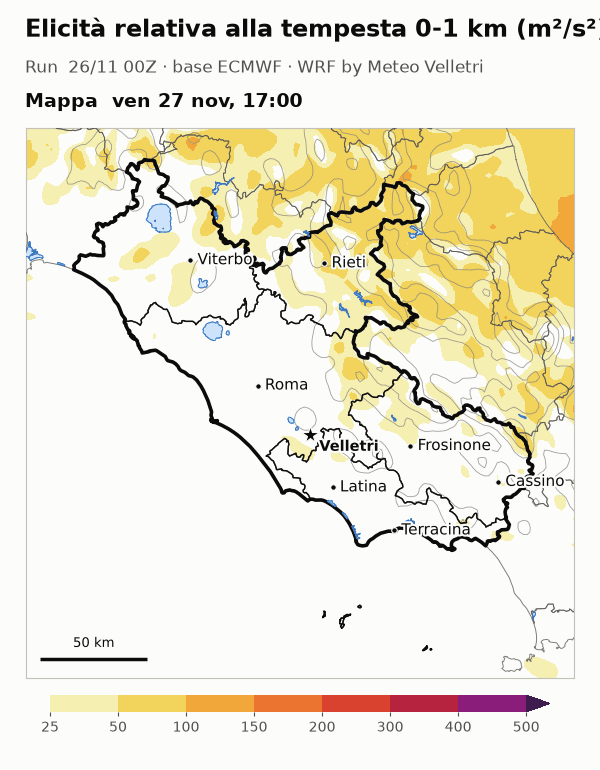 Elicità relativa alla tempesta 0-1 km (m²/s²)
Run 26/11 00Z · base ECMWF · WRF by Meteo Velletri
Mappa ven 27 nov, 17:00
Viterbo
Rieti
Roma
Velletri
Frosinone
Cassino
Latina
Terracina
50 km
25 50 100 150 200 300 400 500